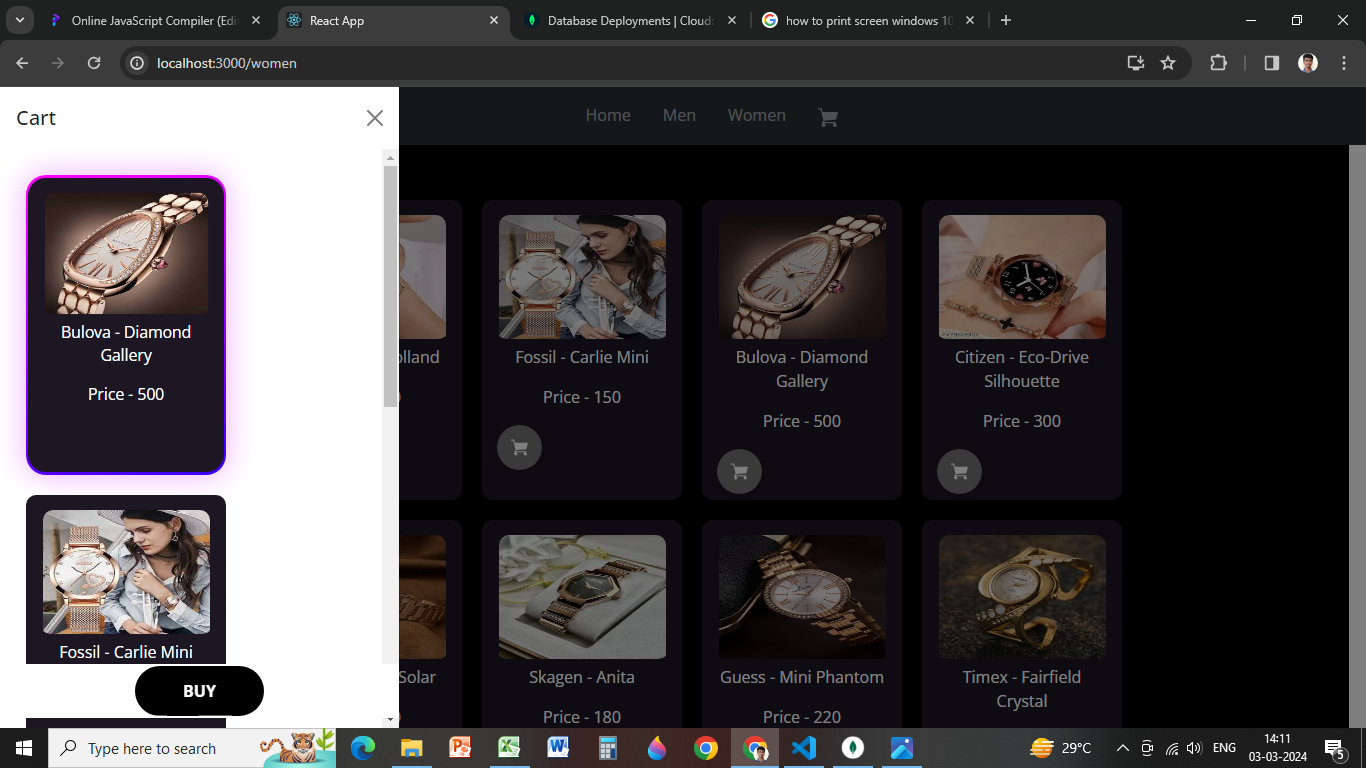 Online JavaScript Compiler (Edi
React App
Database Deployments | Cloud:
how to print screen windows 10
localhost:3000/women
Cart
Home
Men
Women
Bulova - Diamond
Gallery
Price - 500
Fossil - Carlie Mini
BUY
olland
Fossil - Carlie Mini
Price - 150
Bulova - Diamond
Gallery
Price - 500
Citizen - Eco-Drive
Silhouette
Price - 300
Solar
Skagen - Anita
Price - 180
Guess - Mini Phantom
Price - 220
Timex - Fairfield
Crystal
Type here to search
29°C
ENG
14:11
03-03-2024
5